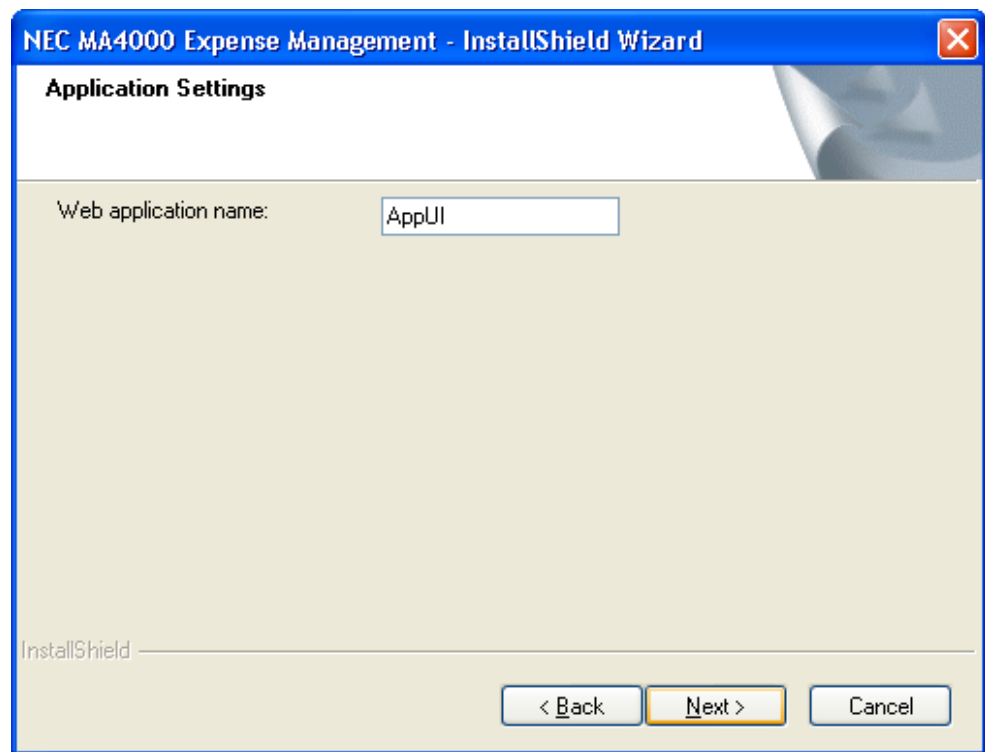 NEC MA4000 Expense Management - InstallShield Wizard
Application Settings
Web application name: AppUI
InstallShield
< Back Next > Cancel